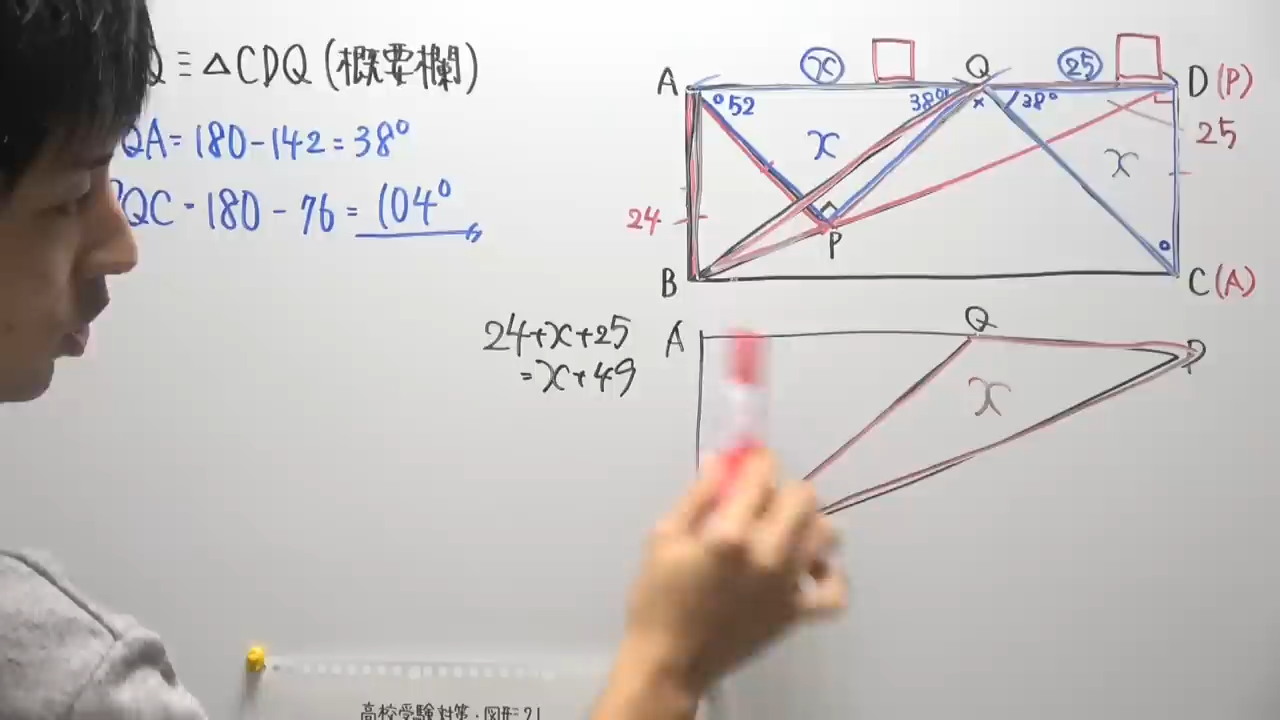 Q ≡ △CDQ (概要欄)
QA = 180 - 142 = 38°
QC = 180 - 76 = 104°
A
x
Q
25
D (P)
52
38°
x
38°
25
x
x
24
P
B
C (A)
24+x+25
= x+49
A
Q
D
x
高校受験対策・図形21